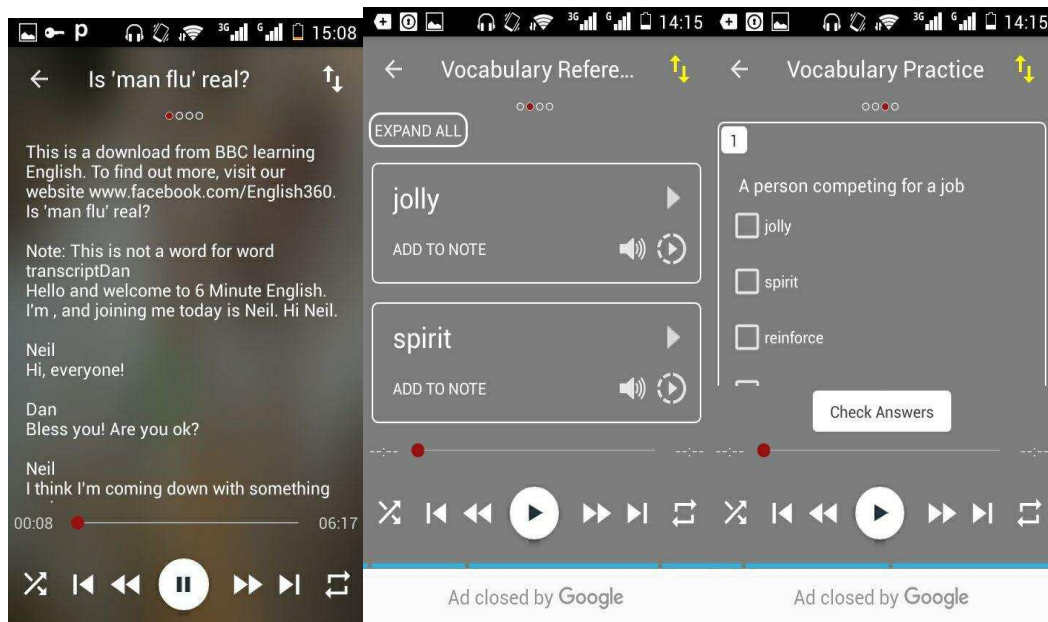 3G G 15:08
Is 'man flu' real?
This is a download from BBC learning
English. To find out more, visit our
website www.facebook.com/English360.
Is 'man flu' real?
Note: This is not a word for word
transcriptDan
Hello and welcome to 6 Minute English.
I'm , and joining me today is Neil. Hi Neil.
Neil
Hi, everyone!
Dan
Bless you! Are you ok?
Neil
I think I'm coming down with something
00:08 06:17
3G G 14:15
Vocabulary Refere...
EXPAND ALL
jolly
ADD TO NOTE
spirit
ADD TO NOTE
--:-- --:--
Ad closed by Google
3G G 14:15
Vocabulary Practice
1
A person competing for a job
jolly
spirit
reinforce
Check Answers
--:-- --:--
Ad closed by Google